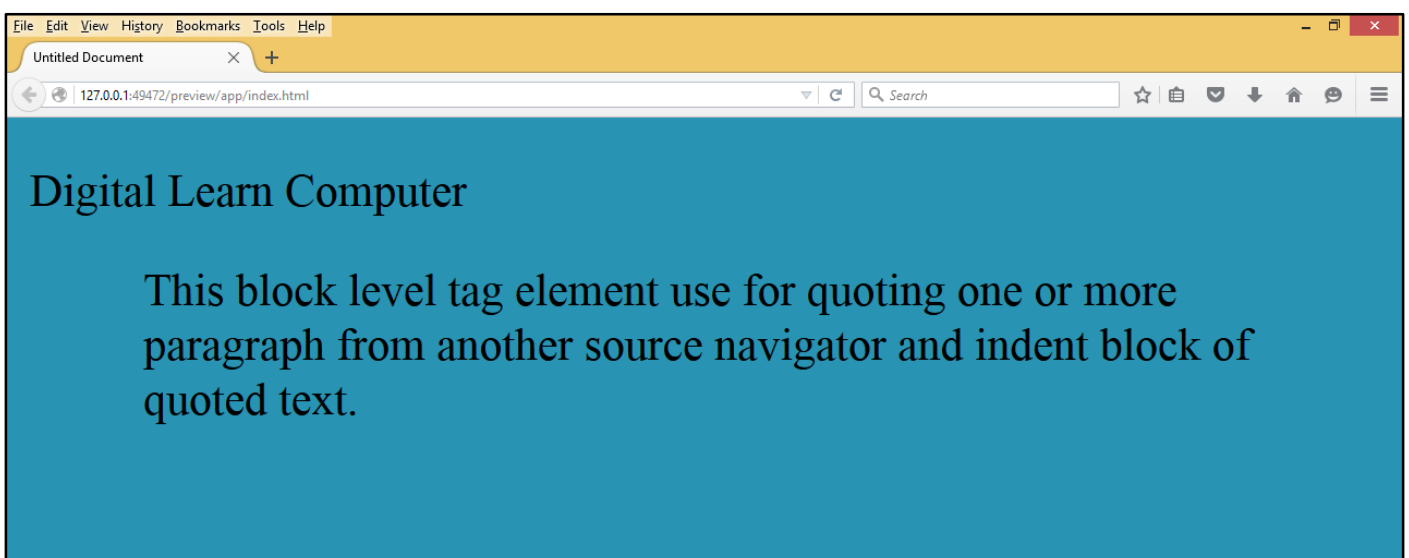 File Edit View History Bookmarks Tools Help
Untitled Document
127.0.0.1:49472/preview/app/index.html
Search
Digital Learn Computer
This block level tag element use for quoting one or more
paragraph from another source navigator and indent block of
quoted text.